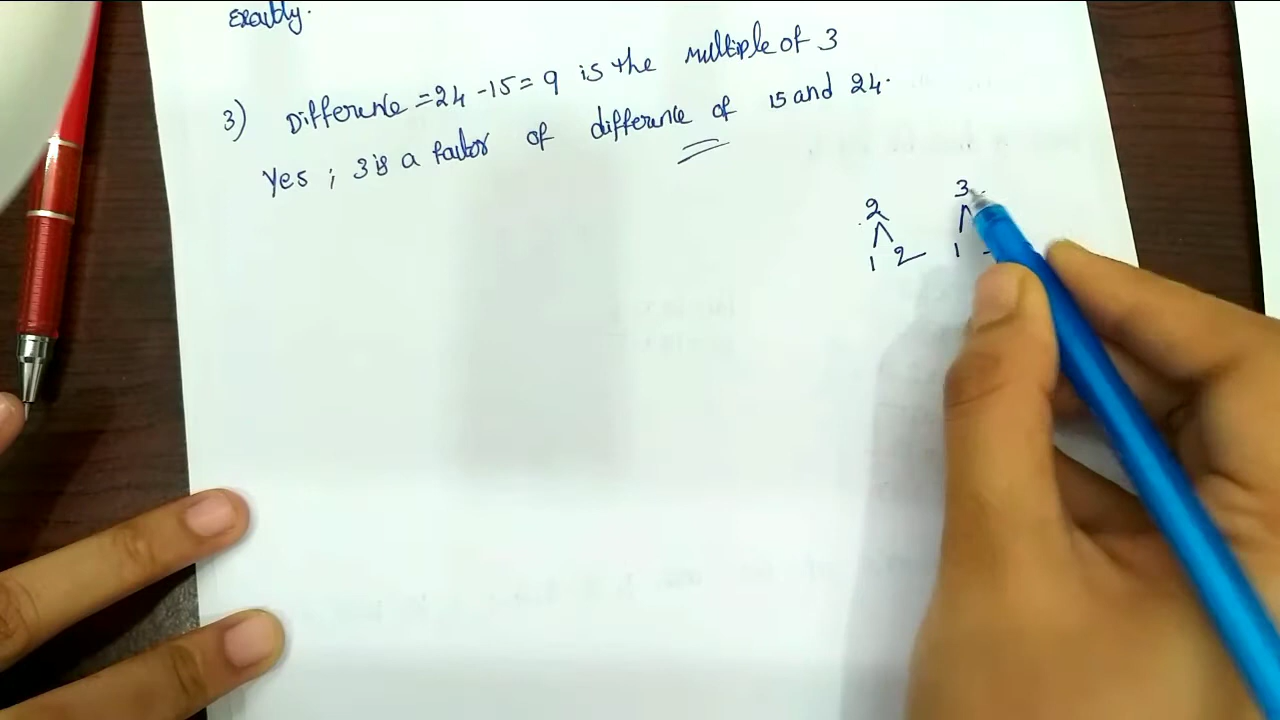 Exactly.
3) Difference = 24 - 15 = 9 is the multiple of 3
Yes ; 3 is a factor of difference of 15 and 24.
2 3
1 2 1